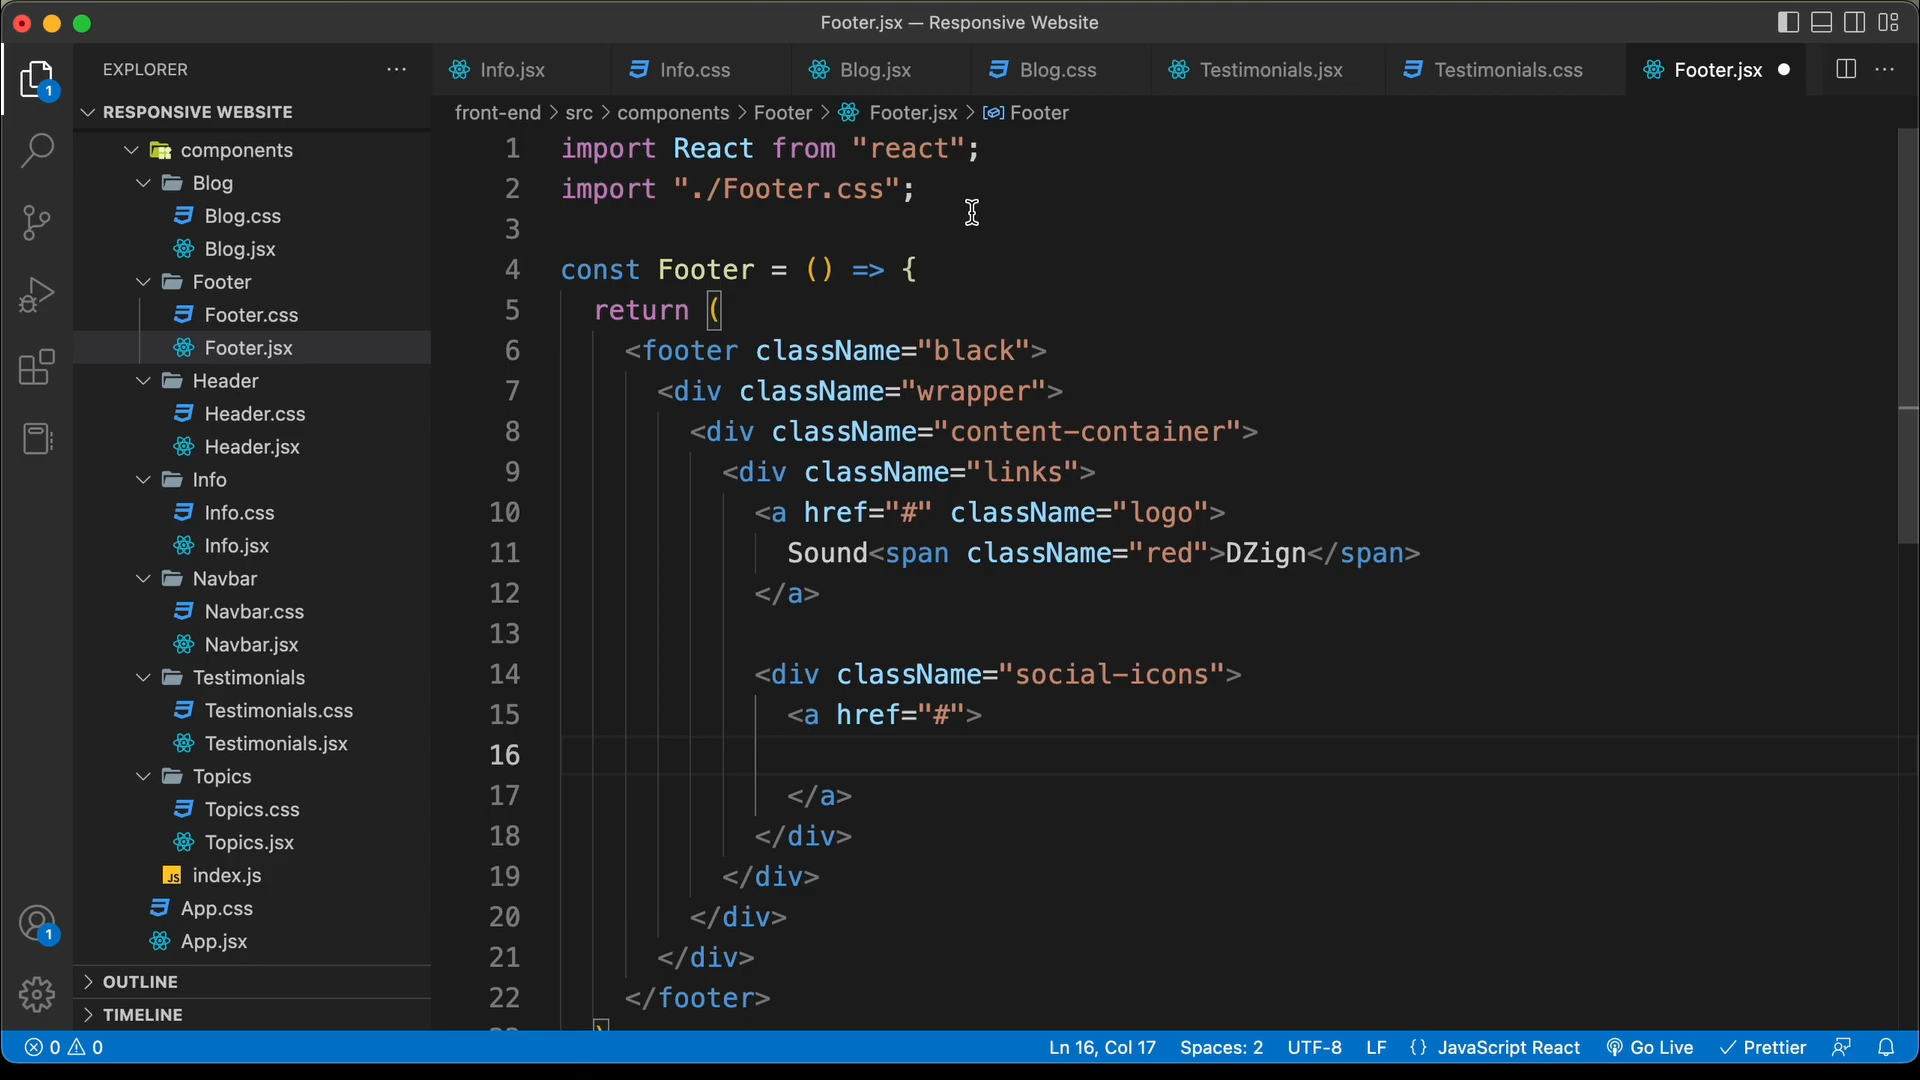 Footer.jsx — Responsive Website
EXPLORER
Info.jsx
Info.css
Blog.jsx
Blog.css
Testimonials.jsx
Testimonials.css
Footer.jsx
1
RESPONSIVE WEBSITE
front-end > src > components > Footer > Footer.jsx > Footer
components
Blog
Blog.css
Blog.jsx
Footer
Footer.css
Footer.jsx
Header
Header.css
Header.jsx
Info
Info.css
Info.jsx
Navbar
Navbar.css
Navbar.jsx
Testimonials
Testimonials.css
Testimonials.jsx
Topics
Topics.css
Topics.jsx
JS index.js
App.css
App.jsx
OUTLINE
TIMELINE
1
1 import React from "react";
2 import "./Footer.css";
3
4 const Footer = () => {
5 return (
6 <footer className="black">
7 <div className="wrapper">
8 <div className="content-container">
9 <div className="links">
10 <a href="#" className="logo">
11 Sound<span className="red">DZign</span>
12 </a>
13
14 <div className="social-icons">
15 <a href="#">
16
17 </a>
18 </div>
19 </div>
20 </div>
21 </div>
22 </footer>
0 0
Ln 16, Col 17
Spaces: 2
UTF-8
LF
{} JavaScript React
Go Live
Prettier